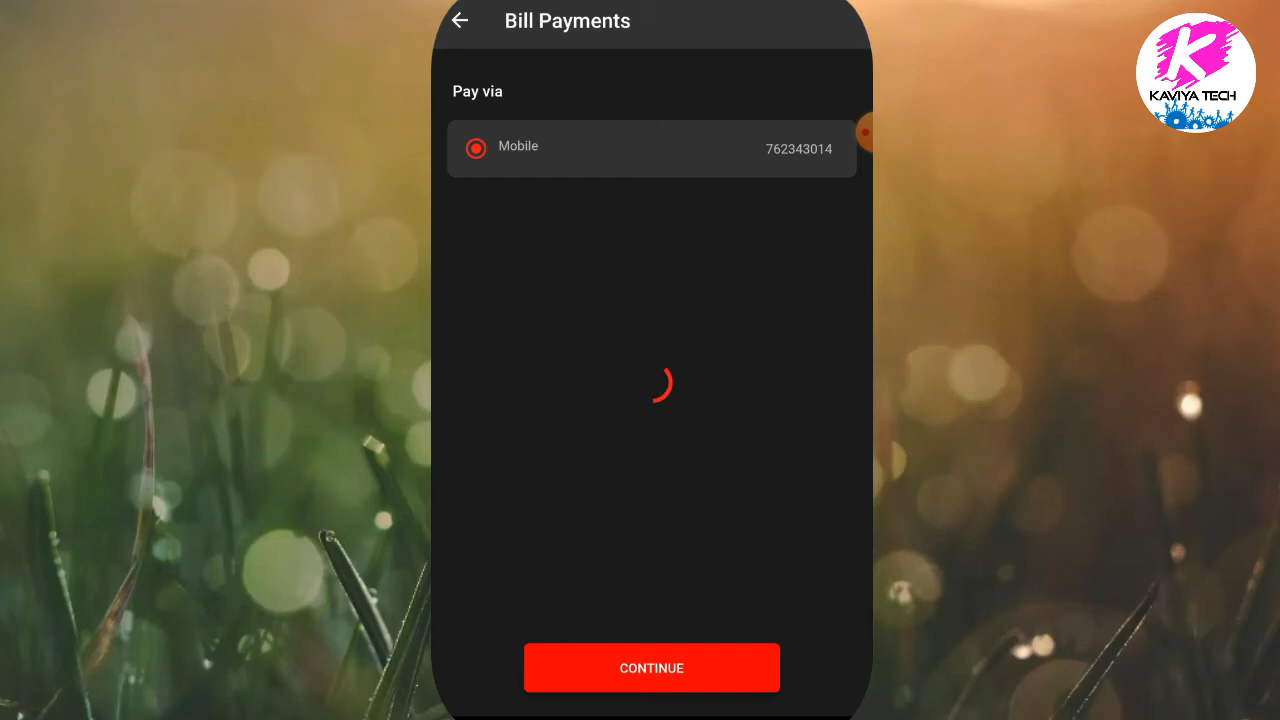 Bill Payments
Pay via
Mobile
762343014
CONTINUE
K
KAVIYA TECH